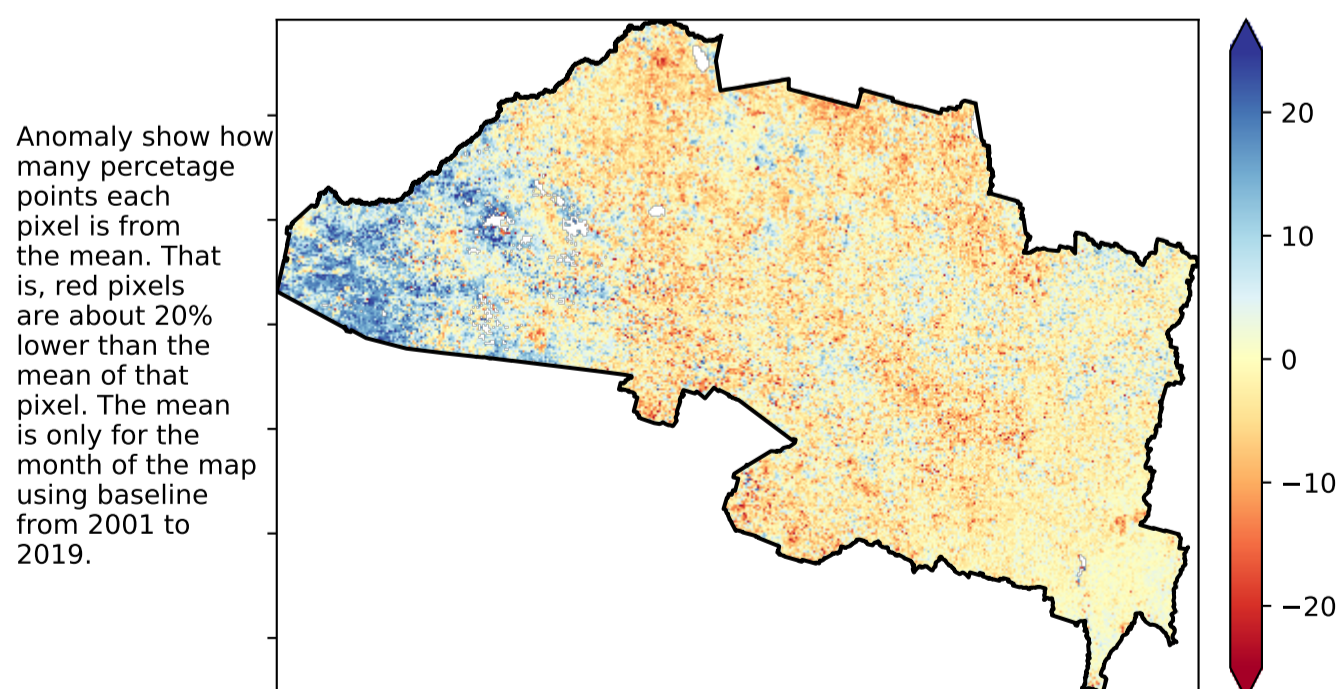 Anomaly show how
many percetage
points each
pixel is from
the mean. That
is, red pixels
are about 20%
lower than the
mean of that
pixel. The mean
is only for the
month of the map
using baseline
from 2001 to
2019.
20
10
0
−10
−20